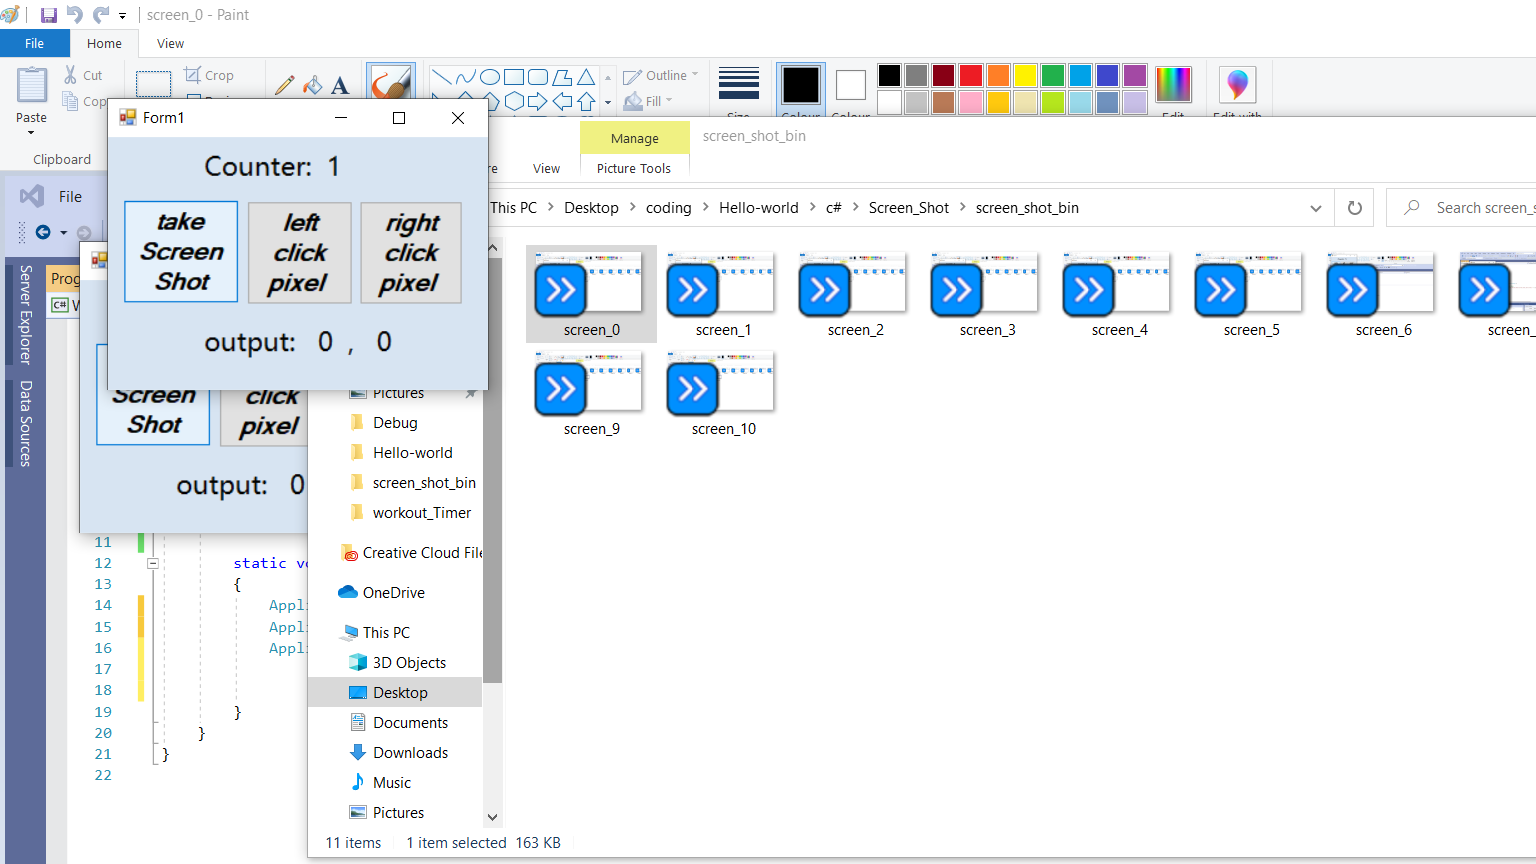 screen_0 - Paint
File
Home
View
Paste
Cut
Crop
Outline
Fill
Clipboard
Form1
Counter: 1
take
Screen
Shot
left
click
pixel
right
click
pixel
output: 0 , 0
Screen
Shot
click
pixel
output: 0
Manage
screen_shot_bin
View
Picture Tools
This PC
Desktop
coding
Hello-world
c#
Screen_Shot
screen_shot_bin
Search screen_s
File
Server Explorer
Data Sources
Prog
C#
screen_0
screen_1
screen_2
screen_3
screen_4
screen_5
screen_6
screen_
screen_9
screen_10
Pictures
Debug
Hello-world
screen_shot_bin
workout_Timer
Creative Cloud File
OneDrive
This PC
3D Objects
Desktop
Documents
Downloads
Music
Pictures
11
12 static vo
13 {
14 Appli
15 Appli
16 Appli
17
18
19 }
20 }
21 }
22
11 items
1 item selected 163 KB